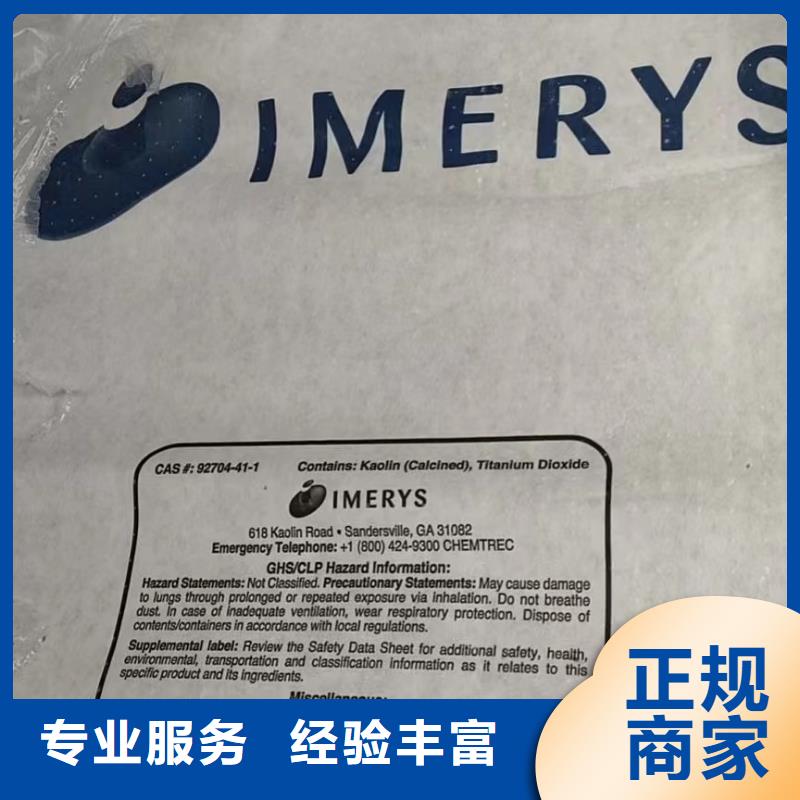 IMERYS
CAS #: 92704-41-1 Contains: Kaolin (Calcined), Titanium Dioxide
IMERYS
618 Kaolin Road • Sandersville, GA 31082
Emergency Telephone: +1 (800) 424-9300 CHEMTREC
GHS/CLP Hazard Information:
Hazard Statements: Not Classified. Precautionary Statements: May cause damage
to lungs through prolonged or repeated exposure via inhalation. Do not breathe
dust. In case of inadequate ventilation, wear respiratory protection. Dispose of
contents/containers in accordance with local regulations.
Supplemental label: Review the Safety Data Sheet for additional safety, health,
environmental, transportation and classification information as it relates to this
specific product and its ingredients.
专业服务 经验丰富
正规
商家